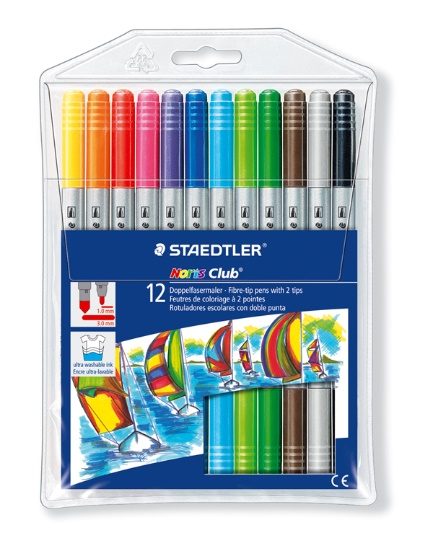 STAEDTLER
Noris Club
12 Doppelfasermaler · Fibre-tip pens with 2 tips
Feutres de coloriage à 2 pointes
Rotuladores escolares con doble punta
1.0 mm
3.0 mm
ultra washable ink
Encre ultra-lavable
CE